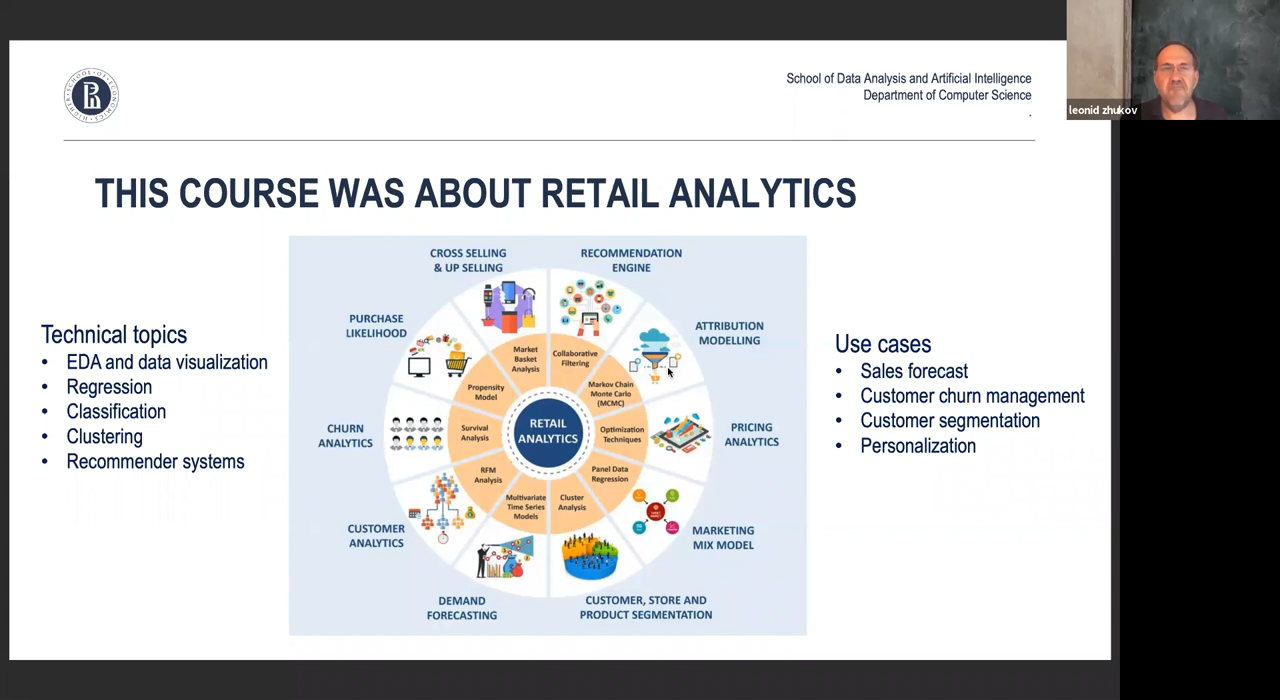 School of Data Analysis and Artificial Intelligence
Department of Computer Science
.
leonid zhukov
THIS COURSE WAS ABOUT RETAIL ANALYTICS
Technical topics
• EDA and data visualization
• Regression
• Classification
• Clustering
• Recommender systems
CROSS SELLING
& UP SELLING
RECOMMENDATION
ENGINE
PURCHASE
LIKELIHOOD
ATTRIBUTION
MODELLING
CHURN
ANALYTICS
PRICING
ANALYTICS
CUSTOMER
ANALYTICS
MARKETING
MIX MODEL
DEMAND
FORECASTING
CUSTOMER, STORE AND
PRODUCT SEGMENTATION
Market
Basket
Analysis
Collaborative
Filtering
Propensity
Model
Markov Chain
Monte Carlo
(MCMC)
Survival
Analysis
RETAIL
ANALYTICS
Optimization
Techniques
RFM
Analysis
Panel Data
Regression
Multivariate
Time Series
Models
Cluster
Analysis
Use cases
• Sales forecast
• Customer churn management
• Customer segmentation
• Personalization